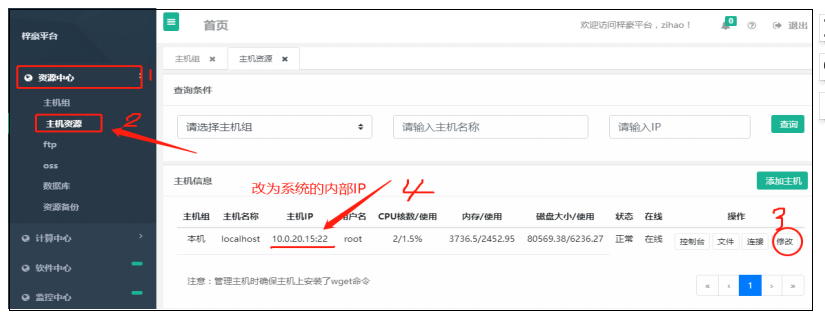 梓豪平台
首页
欢迎访问梓豪平台，zihao！
0
退出
主机组 ×
主机资源 ×
资源中心
1
主机组
主机资源
2
ftp
oss
数据库
资源备份
计算中心
软件中心
监控中心
查询条件
请选择主机组
请输入主机名称
请输入IP
查询
主机信息
改为系统的内部IP
4
添加主机
3
主机组 主机名称 主机IP 用户名 CPU核数/使用 内存/使用 磁盘大小/使用 状态 在线 操作
本机 localhost 10.0.20.15:22 root 2/1.5% 3736.5/2452.95 80569.38/6236.27 正常 在线 控制台 文件 连接 修改
注意：管理主机时确保主机上安装了wget命令
« ‹ 1 › »